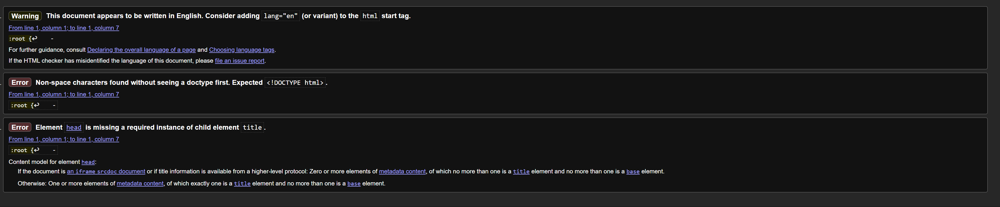 Warning This document appears to be written in English. Consider adding lang="en" (or variant) to the html start tag.
From line 1, column 1; to line 1, column 7
:root {↩    -
For further guidance, consult Declaring the overall language of a page and Choosing language tags.
If the HTML checker has misidentified the language of this document, please file an issue report.
Error Non-space characters found without seeing a doctype first. Expected <!DOCTYPE html>.
From line 1, column 1; to line 1, column 7
:root {↩    -
Error Element head is missing a required instance of child element title.
From line 1, column 1; to line 1, column 7
:root {↩    -
Content model for element head:
If the document is an iframe srcdoc document or if title information is available from a higher-level protocol: Zero or more elements of metadata content, of which no more than one is a title element and no more than one is a base element.
Otherwise: One or more elements of metadata content, of which exactly one is a title element and no more than one is a base element.